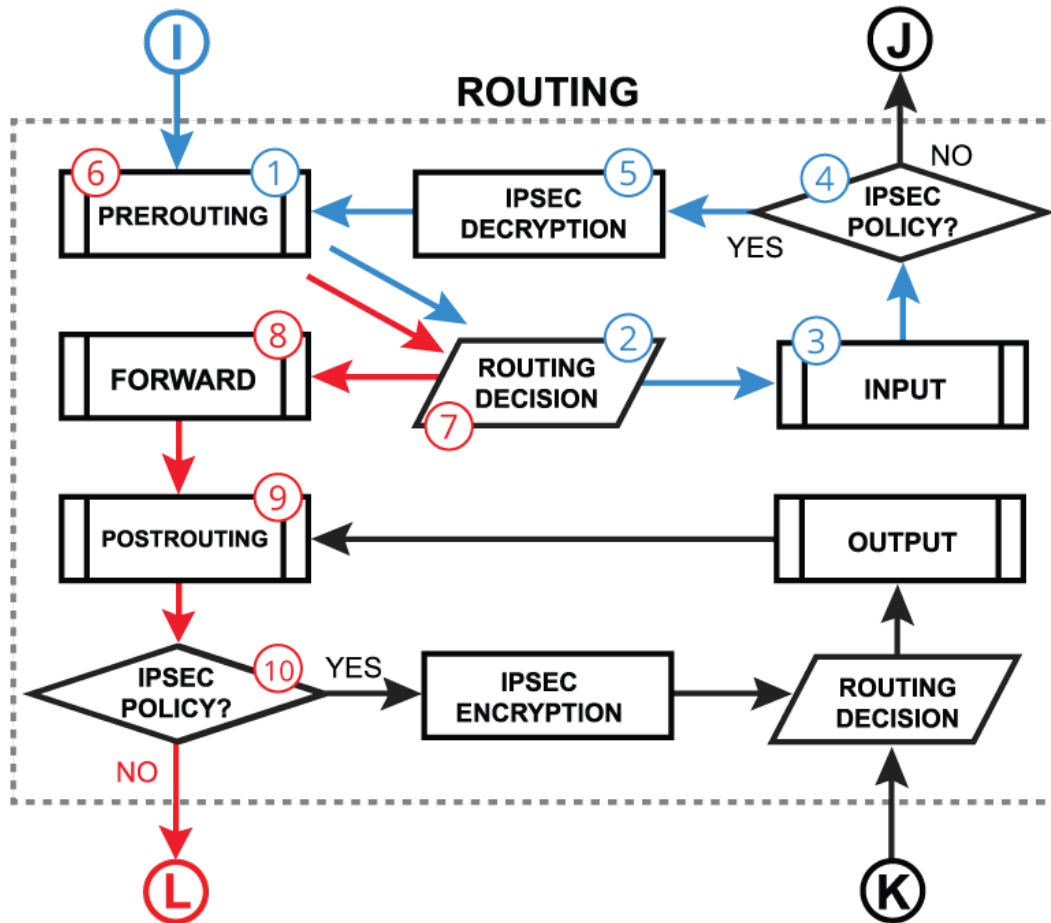 I
J
ROUTING
NO
6
1
PREROUTING
5
IPSEC
DECRYPTION
4
IPSEC
POLICY?
YES
8
FORWARD
2
ROUTING
DECISION
7
3
INPUT
9
POSTROUTING
OUTPUT
10
IPSEC
POLICY?
YES
IPSEC
ENCRYPTION
ROUTING
DECISION
NO
L
K